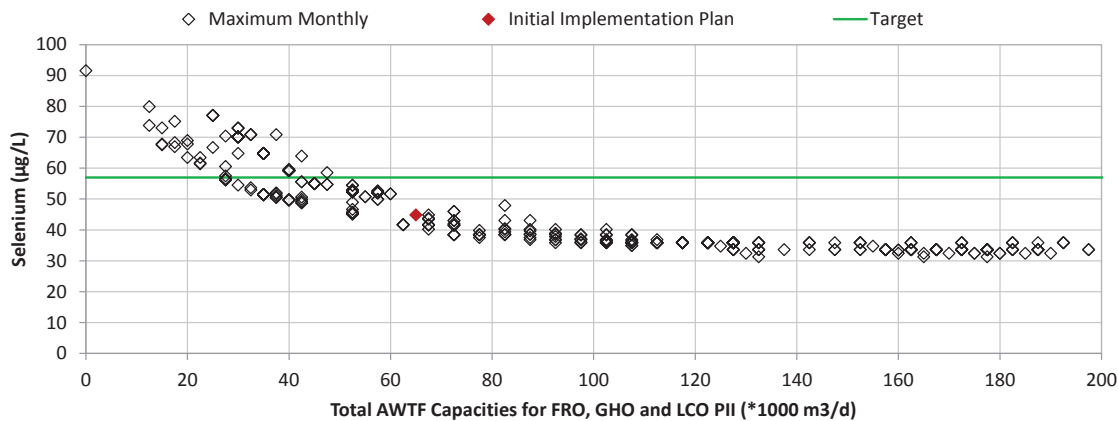 Maximum Monthly Initial Implementation Plan Target
100
90
80
70
60
50
40
30
20
10
0
Selenium (µg/L)
0 20 40 60 80 100 120 140 160 180 200
Total AWTF Capacities for FRO, GHO and LCO PII (*1000 m3/d)